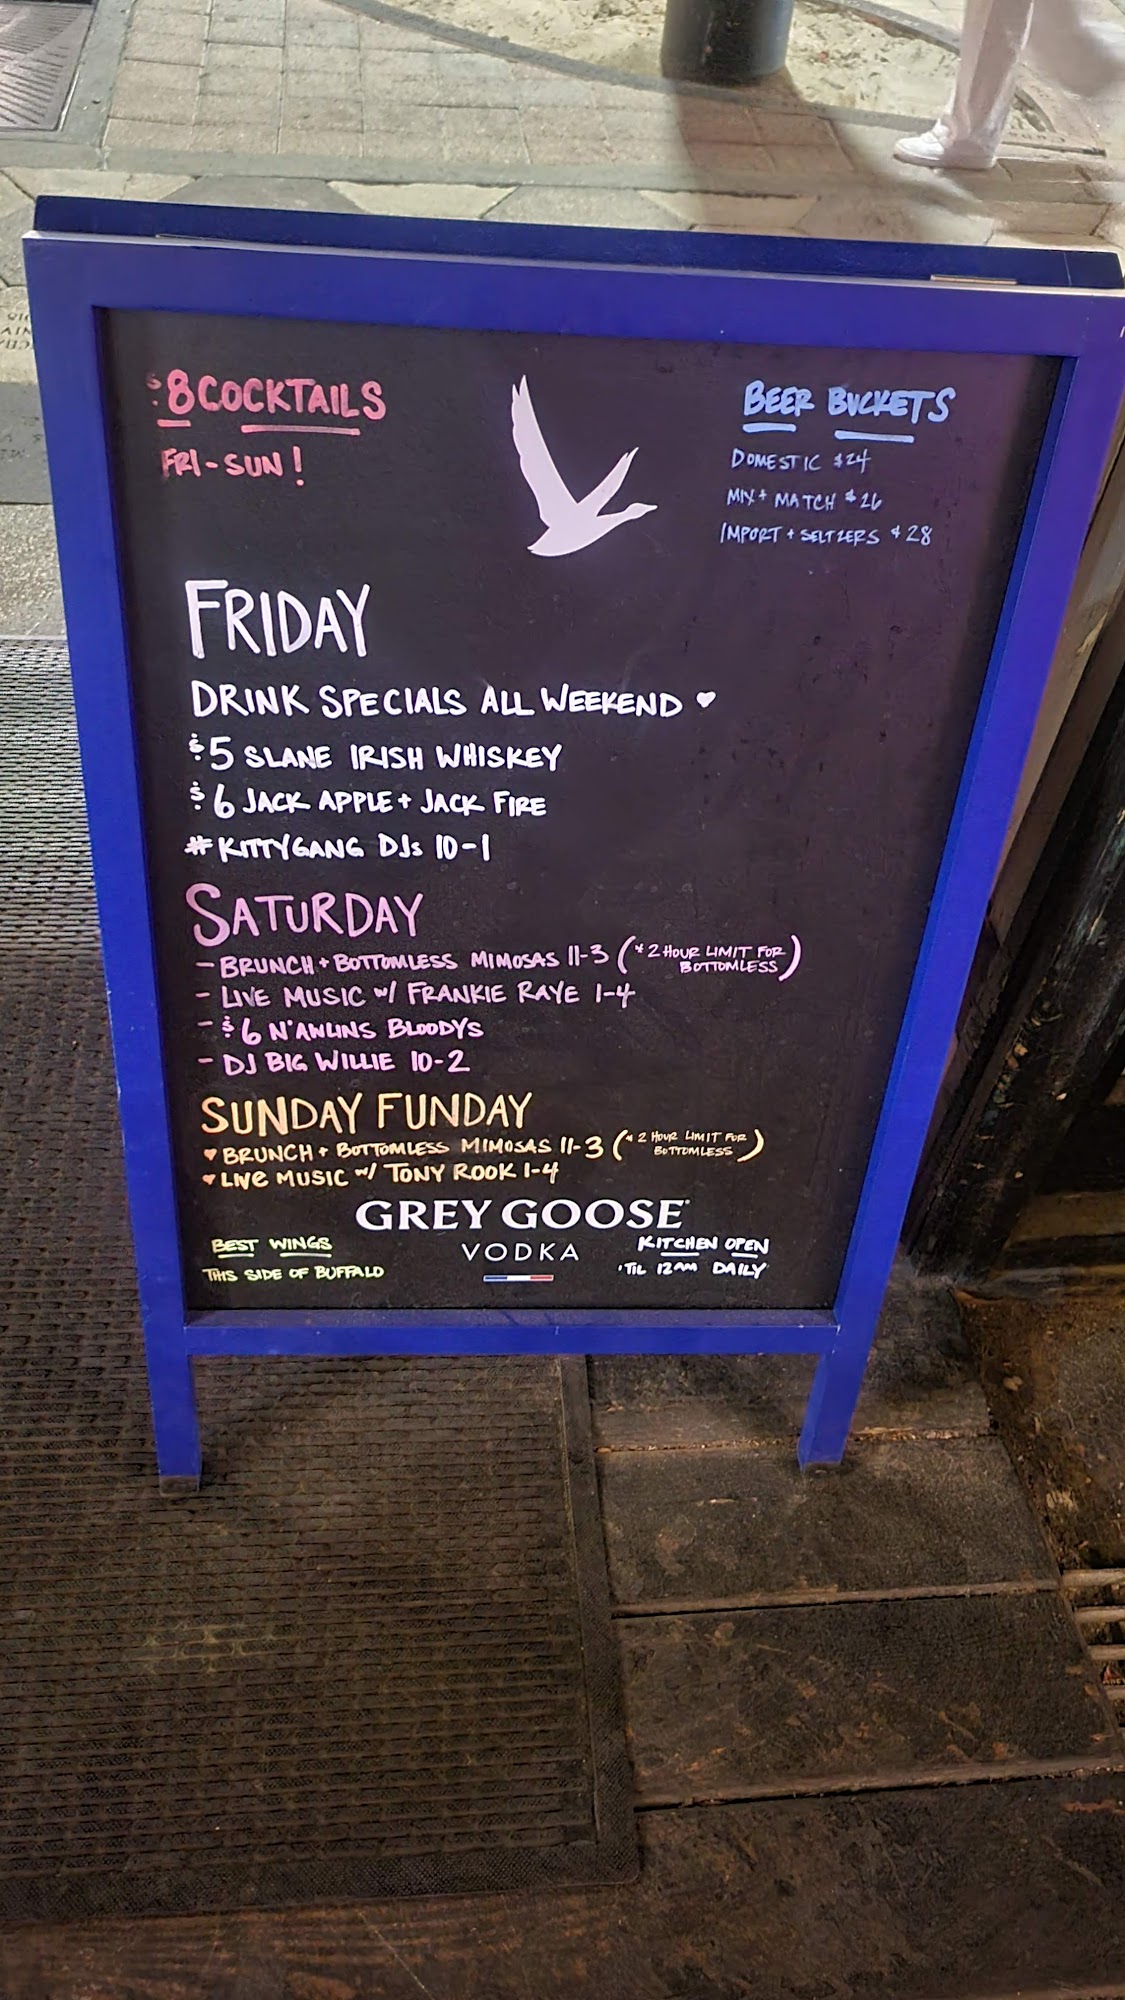 $8 COCKTAILS
FRI-SUN!
BEER BUCKETS
DOMESTIC $24
MIX + MATCH $26
IMPORT + SELTZERS $28
FRIDAY
DRINK SPECIALS ALL WEEKEND ♥
$5 SLANE IRISH WHISKEY
$6 JACK APPLE + JACK FIRE
#KITTYGANG DJs 10-1
SATURDAY
- BRUNCH + BOTTOMLESS MIMOSAS 11-3 (* 2 HOUR LIMIT FOR
BOTTOMLESS)
- LIVE MUSIC w/ FRANKIE RAYE 1-4
- $6 N'AWLINS BLOODYS
- DJ BIG WILLIE 10-2
SUNDAY FUNDAY
♥ BRUNCH + BOTTOMLESS MIMOSAS 11-3 (* 2 HOUR LIMIT FOR
BOTTOMLESS)
♥ LIVE MUSIC w/ TONY ROOK 1-4
GREY GOOSE
VODKA
BEST WINGS
THIS SIDE OF BUFFALO
KITCHEN OPEN
'TIL 12AM DAILY